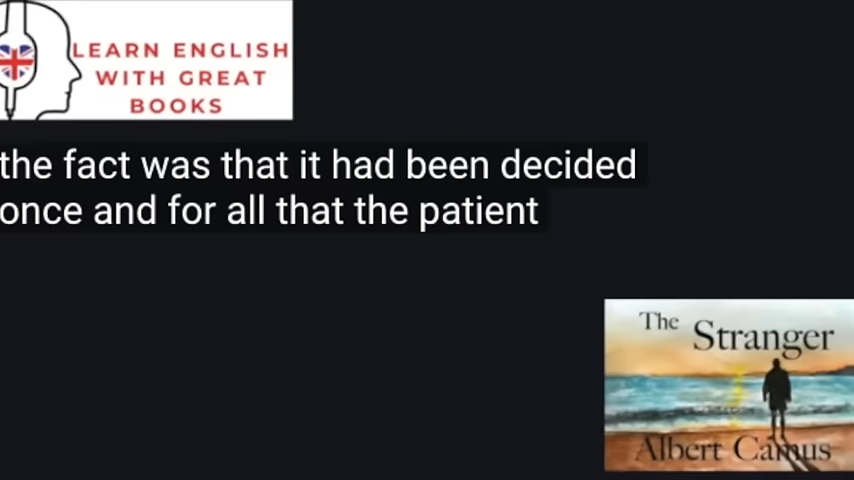 LEARN ENGLISH
WITH GREAT
BOOKS
the fact was that it had been decided
once and for all that the patient
The Stranger
Albert Camus